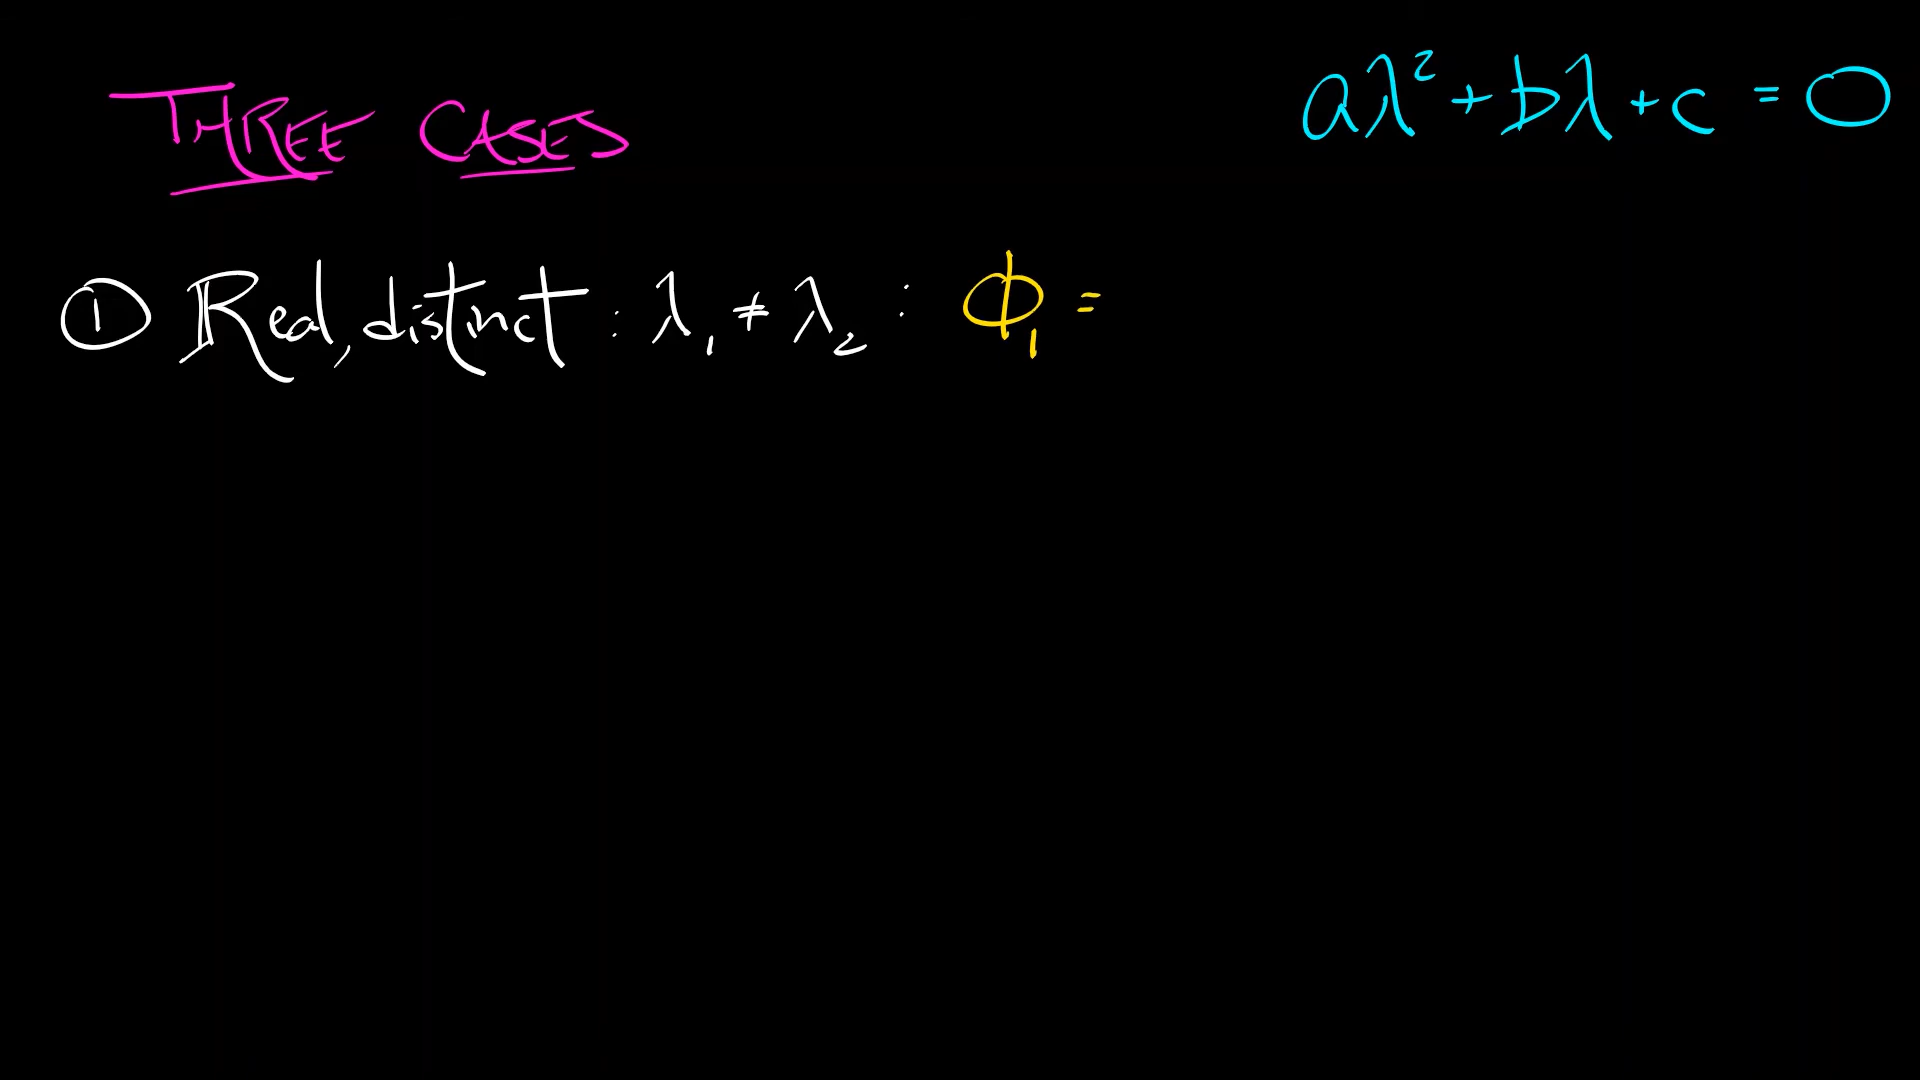 THREE CASES
aλ² + bλ + c = 0
① Real, distinct : λ₁ ≠ λ₂ : ϕ₁ =